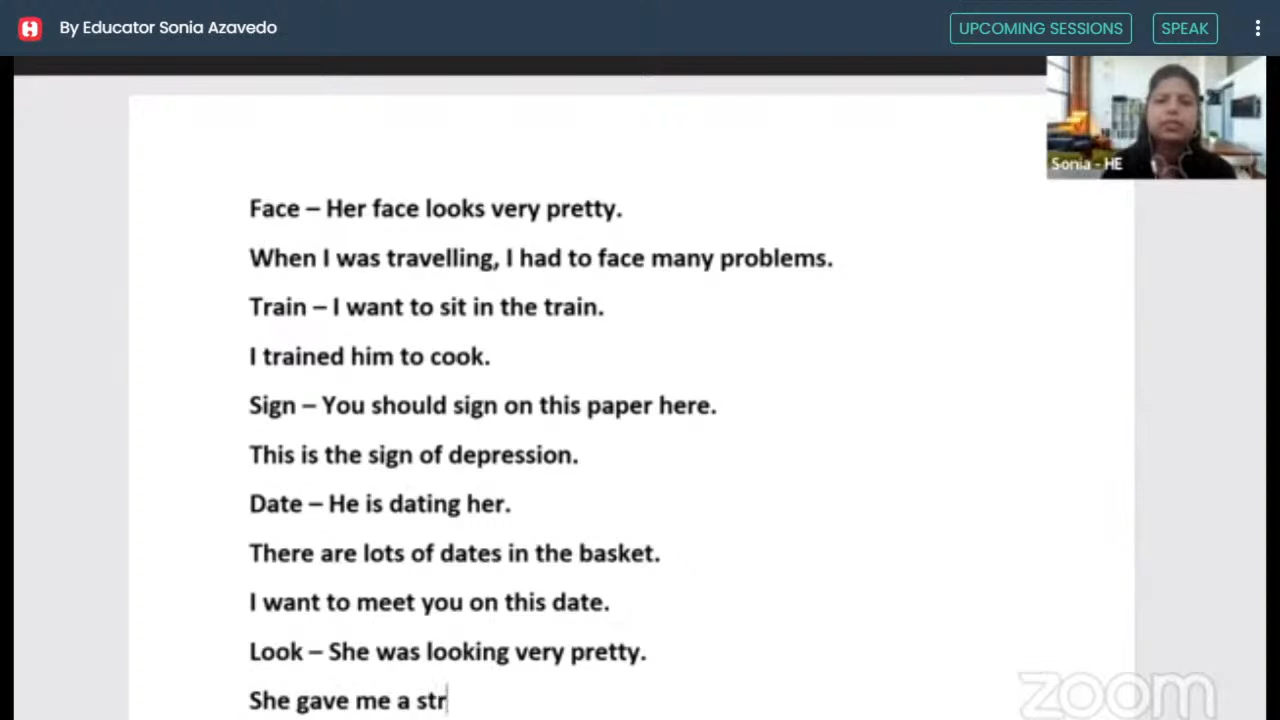 By Educator Sonia Azavedo
UPCOMING SESSIONS
SPEAK
Sonia - HE
Face – Her face looks very pretty.
When I was travelling, I had to face many problems.
Train – I want to sit in the train.
I trained him to cook.
Sign – You should sign on this paper here.
This is the sign of depression.
Date – He is dating her.
There are lots of dates in the basket.
I want to meet you on this date.
Look – She was looking very pretty.
She gave me a str
zoom